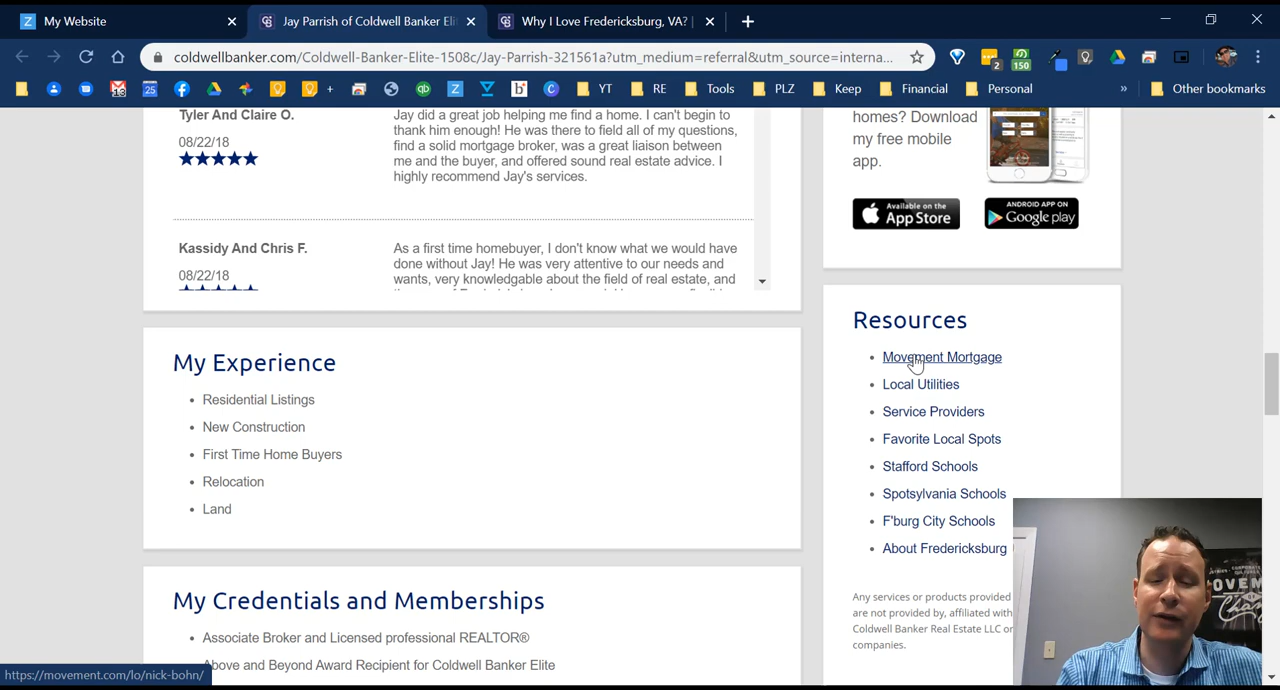 My Website
Jay Parrish of Coldwell Banker Eli
Why I Love Fredericksburg, VA? |
coldwellbanker.com/Coldwell-Banker-Elite-1508c/Jay-Parrish-321561a?utm_medium=referral&utm_source=interna...
2
150
18
25
+
YT
RE
Tools
PLZ
Keep
Financial
Personal
»
Other bookmarks
Tyler And Claire O.
08/22/18
Jay did a great job helping me find a home. I can't begin to
thank him enough! He was there to field all of my questions,
find a solid mortgage broker, was a great liaison between
me and the buyer, and offered sound real estate advice. I
highly recommend Jay's services.
Kassidy And Chris F.
08/22/18
As a first time homebuyer, I don't know what we would have
done without Jay! He was very attentive to our needs and
wants, very knowledgable about the field of real estate, and
homes? Download
my free mobile
app.
Available on the
App Store
ANDROID APP ON
Google play
My Experience
Residential Listings
New Construction
First Time Home Buyers
Relocation
Land
My Credentials and Memberships
Associate Broker and Licensed professional REALTOR®
Above and Beyond Award Recipient for Coldwell Banker Elite
Resources
Movement Mortgage
Local Utilities
Service Providers
Favorite Local Spots
Stafford Schools
Spotsylvania Schools
F'burg City Schools
About Fredericksburg
Any services or products provided
are not provided by, affiliated with
Coldwell Banker Real Estate LLC or
companies.
https://movement.com/lo/nick-bohn/